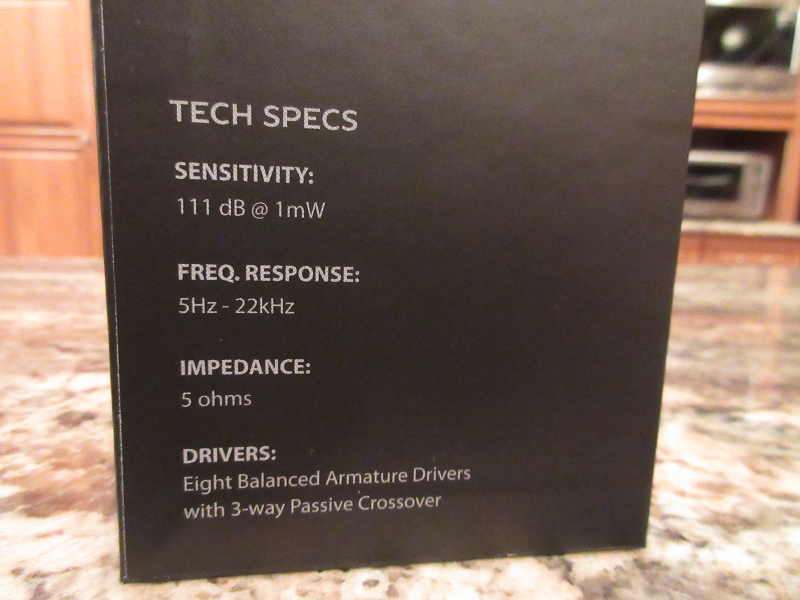 TECH SPECS
SENSITIVITY:
111 dB @ 1mW
FREQ. RESPONSE:
5Hz - 22kHz
IMPEDANCE:
5 ohms
DRIVERS:
Eight Balanced Armature Drivers
with 3-way Passive Crossover